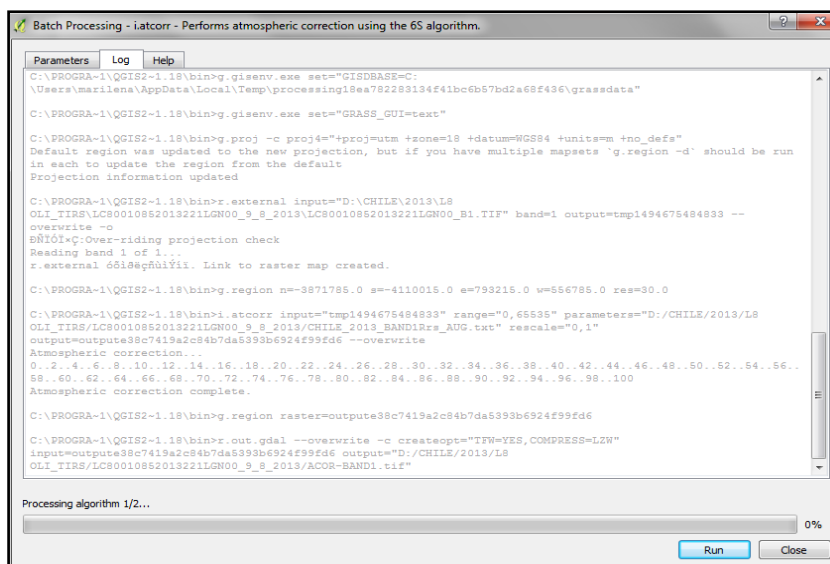 Batch Processing - i.atcorr - Performs atmospheric correction using the 6S algorithm.
Parameters Log Help
C:\PROGRA~1\QGIS2~1.18\bin>g.gisenv.exe set="GISDBASE=C:
\Users\marilena\AppData\Local\Temp\processing18ea782283134f41bc6b57bd2a68f436\grassdata"
C:\PROGRA~1\QGIS2~1.18\bin>g.gisenv.exe set="GRASS_GUI=text"
C:\PROGRA~1\QGIS2~1.18\bin>g.proj -c proj4="+proj=utm +zone=18 +datum=WGS84 +units=m +no_defs"
Default region was updated to the new projection, but if you have multiple mapsets `g.region -d` should be run
in each to update the region from the default
Projection information updated
C:\PROGRA~1\QGIS2~1.18\bin>r.external input="D:\CHILE\2013\L8
OLI_TIRS\LC80010852013221LGN00_9_8_2013\LC80010852013221LGN00_B1.TIF" band=1 output=tmp1494675484833 --
overwrite -o
ÐÑÏÓÏ×Ç:Over-riding projection check
Reading band 1 of 1...
r.external Link to raster map created.
C:\PROGRA~1\QGIS2~1.18\bin>g.region n=-3871785.0 s=-4110015.0 e=793215.0 w=556785.0 res=30.0
C:\PROGRA~1\QGIS2~1.18\bin>i.atcorr input="tmp1494675484833" range="0,65535" parameters="D:/CHILE/2013/L8
OLI_TIRS/LC80010852013221LGN00_9_8_2013/CHILE_2013_BAND1Rrs_AUG.txt" rescale="0,1"
output=outpute38c7419a2c84b7da5393b6924f99fd6 --overwrite
Atmospheric correction...
0..2..4..6..8..10..12..14..16..18..20..22..24..26..28..30..32..34..36..38..40..42..44..46..48..50..52..54..56..
58..60..62..64..66..68..70..72..74..76..78..80..82..84..86..88..90..92..94..96..98..100
Atmospheric correction complete.
C:\PROGRA~1\QGIS2~1.18\bin>g.region raster=outpute38c7419a2c84b7da5393b6924f99fd6
C:\PROGRA~1\QGIS2~1.18\bin>r.out.gdal --overwrite -c createopt="TFW=YES,COMPRESS=LZW"
input=outpute38c7419a2c84b7da5393b6924f99fd6 output="D:/CHILE/2013/L8
OLI_TIRS/LC80010852013221LGN00_9_8_2013/ACOR-BAND1.tif"
Processing algorithm 1/2...
0%
Run Close